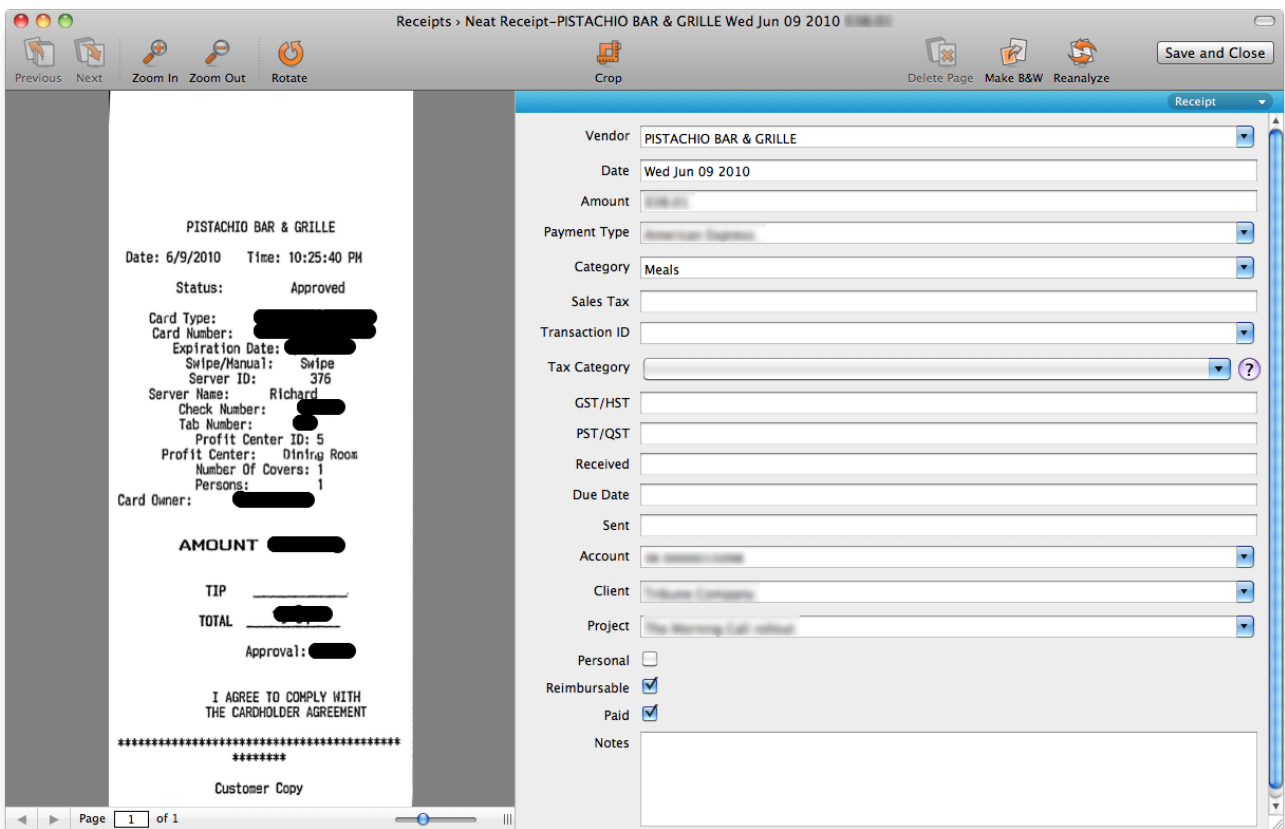 Receipts › Neat Receipt-PISTACHIO BAR & GRILLE Wed Jun 09 2010
Previous Next Zoom In Zoom Out Rotate Crop Delete Page Make B&W Reanalyze Save and Close
PISTACHIO BAR & GRILLE
Date: 6/9/2010 Time: 10:25:40 PM
Status: Approved
Card Type:
Card Number:
Expiration Date:
Swipe/Manual: Swipe
Server ID: 376
Server Name: Richard
Check Number:
Tab Number:
Profit Center ID: 5
Profit Center: Dining Room
Number Of Covers: 1
Persons: 1
Card Owner:
AMOUNT
TIP
TOTAL
Approval:
I AGREE TO COMPLY WITH
THE CARDHOLDER AGREEMENT
******************************************
********
Customer Copy
Page 1 of 1
Receipt
Vendor PISTACHIO BAR & GRILLE
Date Wed Jun 09 2010
Amount
Payment Type
Category Meals
Sales Tax
Transaction ID
Tax Category ?
GST/HST
PST/QST
Received
Due Date
Sent
Account
Client
Project
Personal
Reimbursable
Paid
Notes